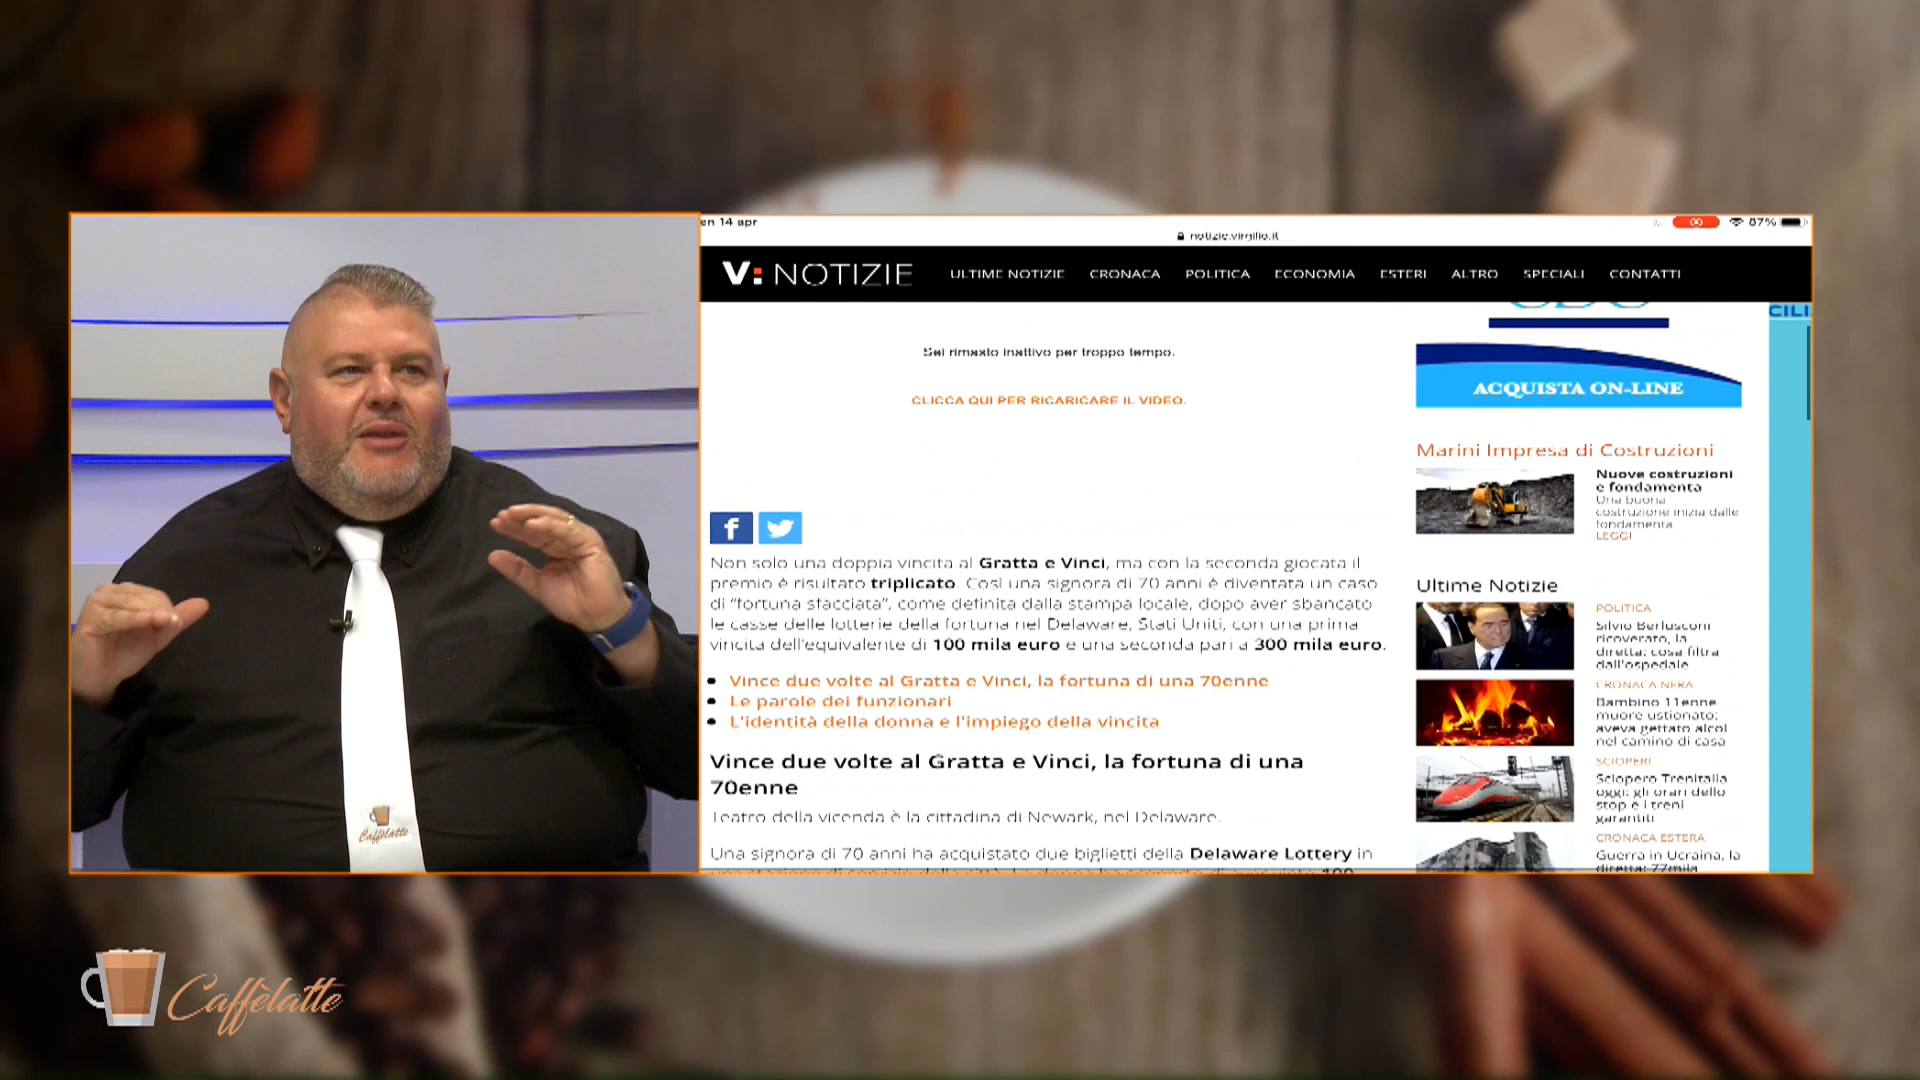 en 14 apr
87%
notizie.virgilio.it
V: NOTIZIE
ULTIME NOTIZIE CRONACA POLITICA ECONOMIA ESTERI ALTRO SPECIALI CONTATTI
CILI
Sei rimasto inattivo per troppo tempo.
CLICCA QUI PER RICARICARE IL VIDEO.
Non solo una doppia vincita al Gratta e Vinci, ma con la seconda giocata il
premio è risultato triplicato. Così una signora di 70 anni è diventata un caso
di "fortuna sfacciata", come definita dalla stampa locale, dopo aver sbancato
le casse delle lotterie della fortuna nel Delaware, Stati Uniti, con una prima
vincita dell'equivalente di 100 mila euro e una seconda pari a 300 mila euro.
Vince due volte al Gratta e Vinci, la fortuna di una 70enne
Le parole dei funzionari
L'identità della donna e l'impiego della vincita
Vince due volte al Gratta e Vinci, la fortuna di una
70enne
Teatro della vicenda è la cittadina di Newark, nel Delaware.
Una signora di 70 anni ha acquistato due biglietti della Delaware Lottery in
ACQUISTA ON-LINE
Marini Impresa di Costruzioni
Nuove costruzioni
e fondamenta
Una buona
costruzione inizia dalle
fondamenta
LEGGI
Ultime Notizie
POLITICA
Silvio Berlusconi
ricoverato, la
diretta: cosa filtra
dall'ospedale
CRONACA NERA
Bambino 11enne
muore ustionato:
aveva gettato alcol
nel camino di casa
SCIOPERI
Sciopero Trenitalia
oggi: gli orari dello
stop e i treni
garantiti
CRONACA ESTERA
Guerra in Ucraina, la
diretta: 77mila
Caffèlatte
Caffèlatte